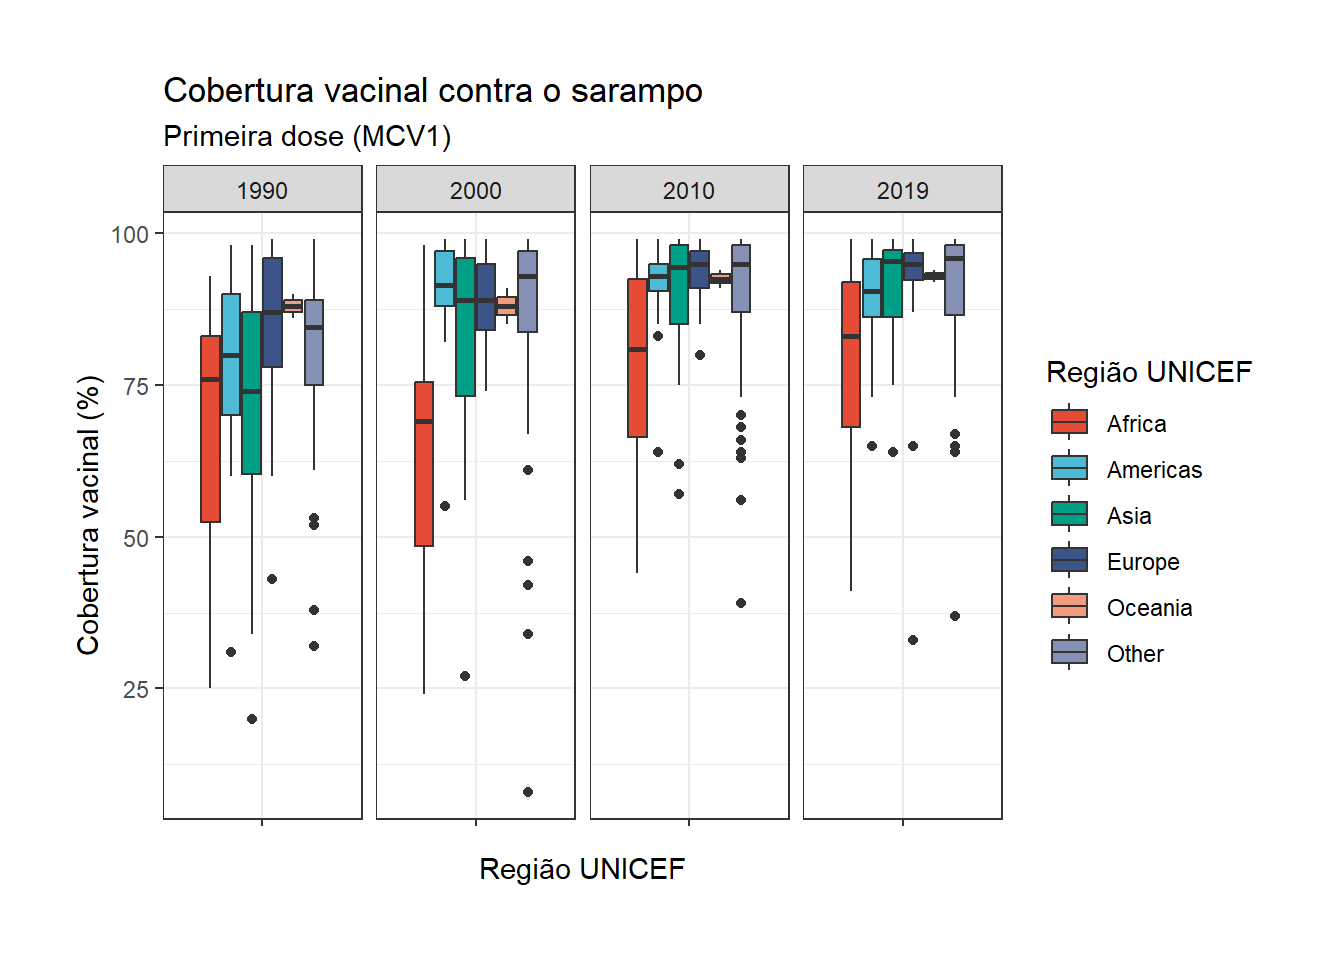 Cobertura vacinal contra o sarampo
Primeira dose (MCV1)
1990
2000
2010
2019
100
75
50
25
Cobertura vacinal (%)
Região UNICEF
Região UNICEF
Africa
Americas
Asia
Europe
Oceania
Other